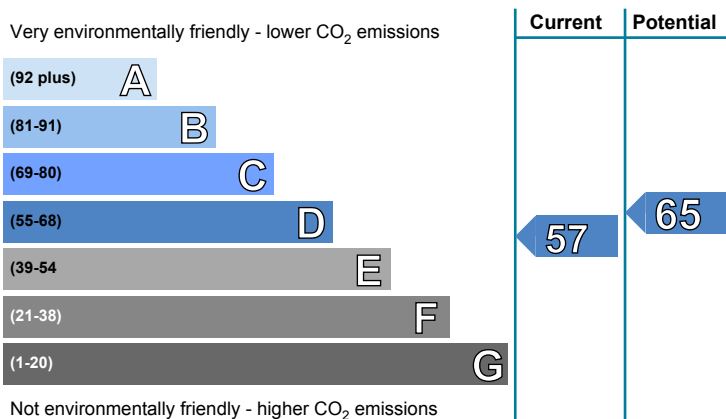 Current Potential
Very environmentally friendly - lower CO2 emissions
(92 plus) A
(81-91) B
(69-80) C
(55-68) D
(39-54 E
(21-38) F
(1-20) G
57
65
Not environmentally friendly - higher CO2 emissions